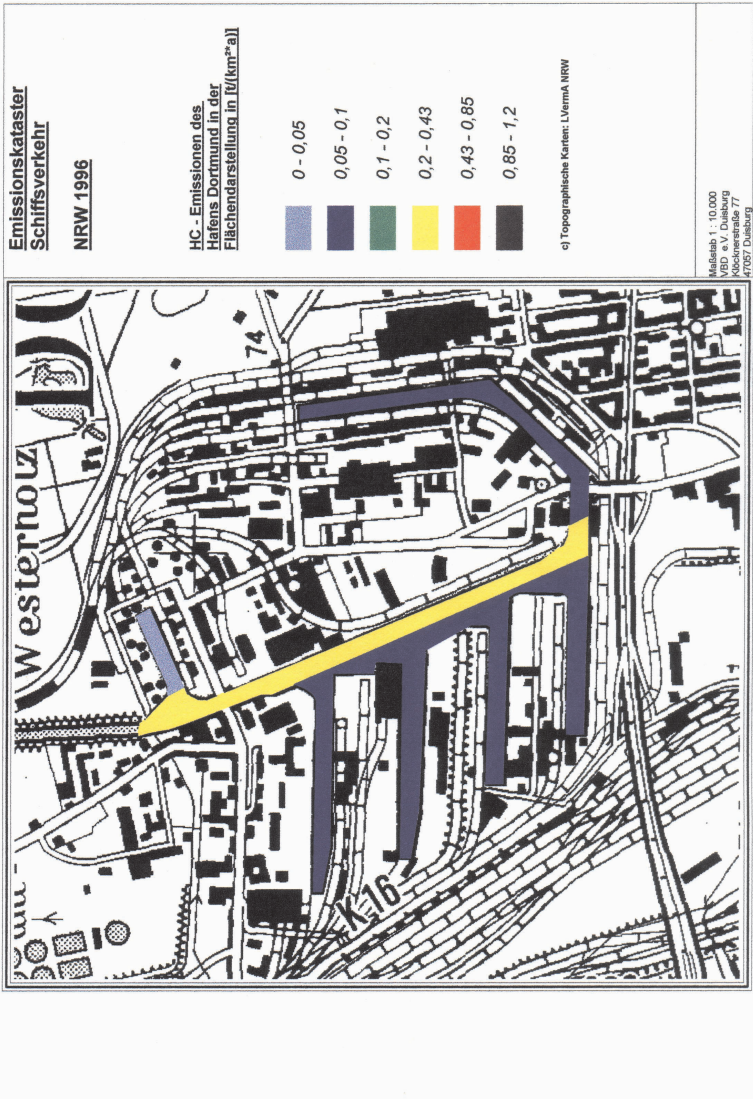 Emissionskataster
Schiffsverkehr
NRW 1996
HC - Emissionen des
Hafens Dortmund in der
Flächendarstellung in [t/(km²*a)]
0 - 0,05
0,05 - 0,1
0,1 - 0,2
0,2 - 0,43
0,43 - 0,85
0,85 - 1,2
c) Topographische Karten: LVermA NRW
Maßstab 1 : 10.000
VBD e.V. Duisburg
Klöcknerstraße 77
47057 Duisburg
Westerholz
74
K 16